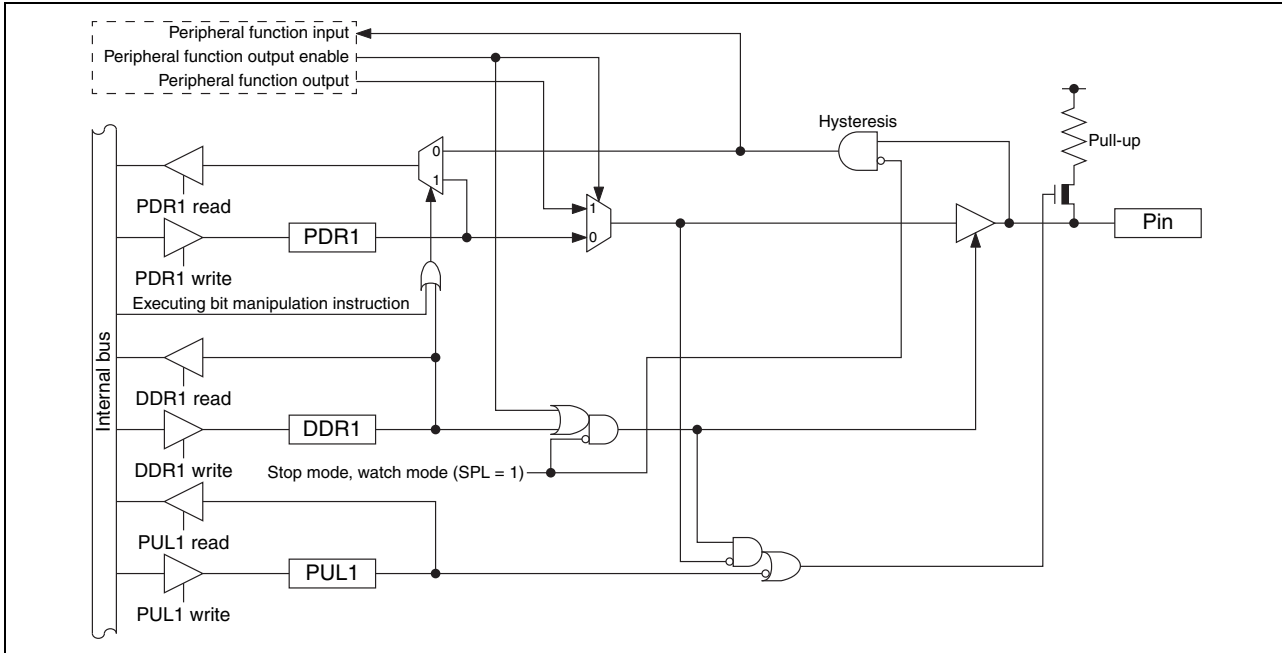 Peripheral function input
Peripheral function output enable
Peripheral function output
Hysteresis
Pull-up
0
1
PDR1 read
1
0
Pin
PDR1
PDR1 write
Executing bit manipulation instruction
Internal bus
DDR1 read
DDR1
DDR1 write
Stop mode, watch mode (SPL = 1)
PUL1 read
PUL1
PUL1 write